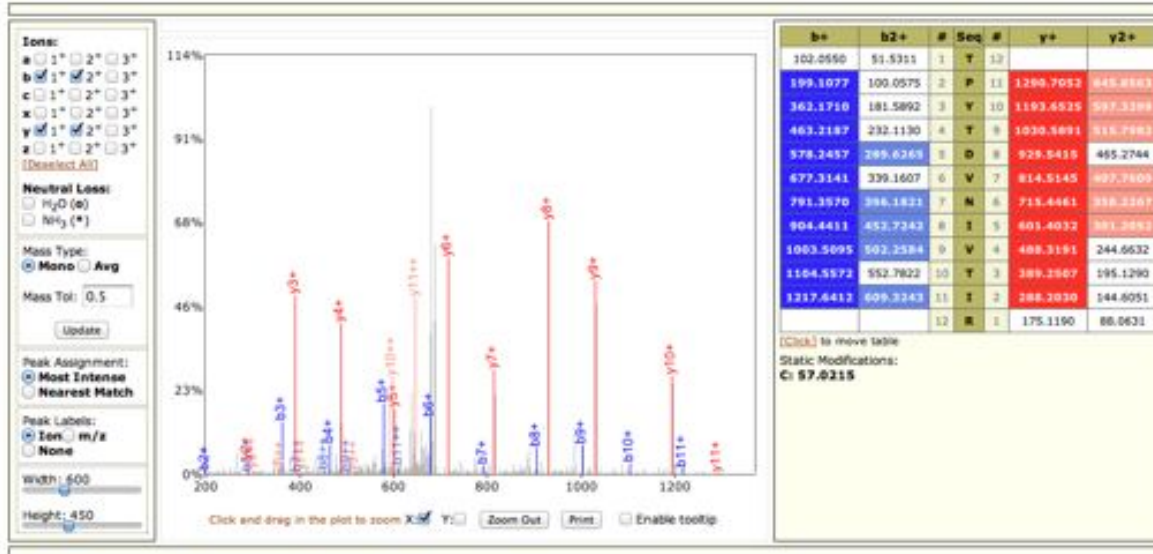 Ions:
a 1+ 2+ 3+
b 1+ 2+ 3+
c 1+ 2+ 3+
x 1+ 2+ 3+
y 1+ 2+ 3+
z 1+ 2+ 3+
[Deselect All]
Neutral Loss:
H2O (o)
NH3 (*)
Mass Type:
Mono Avg
Mass Tol: 0.5
Update
Peak Assignment:
Most Intense
Nearest Match
Peak Labels:
Ion m/z
None
Width: 600
Height: 450
114%
91%
68%
46%
23%
0%
b2+
b3+
y3+
b4+
y4+
b5+
y5+
y10++
b11++
y11++
b6+
y6+
b7+
y7+
b8+
y8+
b9+
y9+
b10+
y10+
b11+
y11+
200 400 600 800 1000 1200
Click and drag in the plot to zoom X: Y: Zoom Out Print Enable tooltip
b+ b2+ # Seq # y+ y2+
102.0550 51.5311 1 T 12
199.1077 100.0575 2 P 11 1290.7052
362.1710 181.5892 3 Y 10 1193.6525
463.2187 232.1130 4 T 9 1030.5891
578.2457 289.6265 5 D 8 929.5415 465.2744
677.3141 339.1607 6 V 7 814.5145
791.3570 396.1821 7 N 6 715.4461
904.4411 452.7242 8 I 5 601.4032
1003.5095 502.2584 9 V 4 488.3191 244.6632
1104.5572 552.7822 10 T 3 389.2507 195.1290
1217.6412 609.3243 11 I 2 288.2030 144.6051
12 R 1 175.1190 88.0631
[Click] to move table
Static Modifications:
C: 57.0215